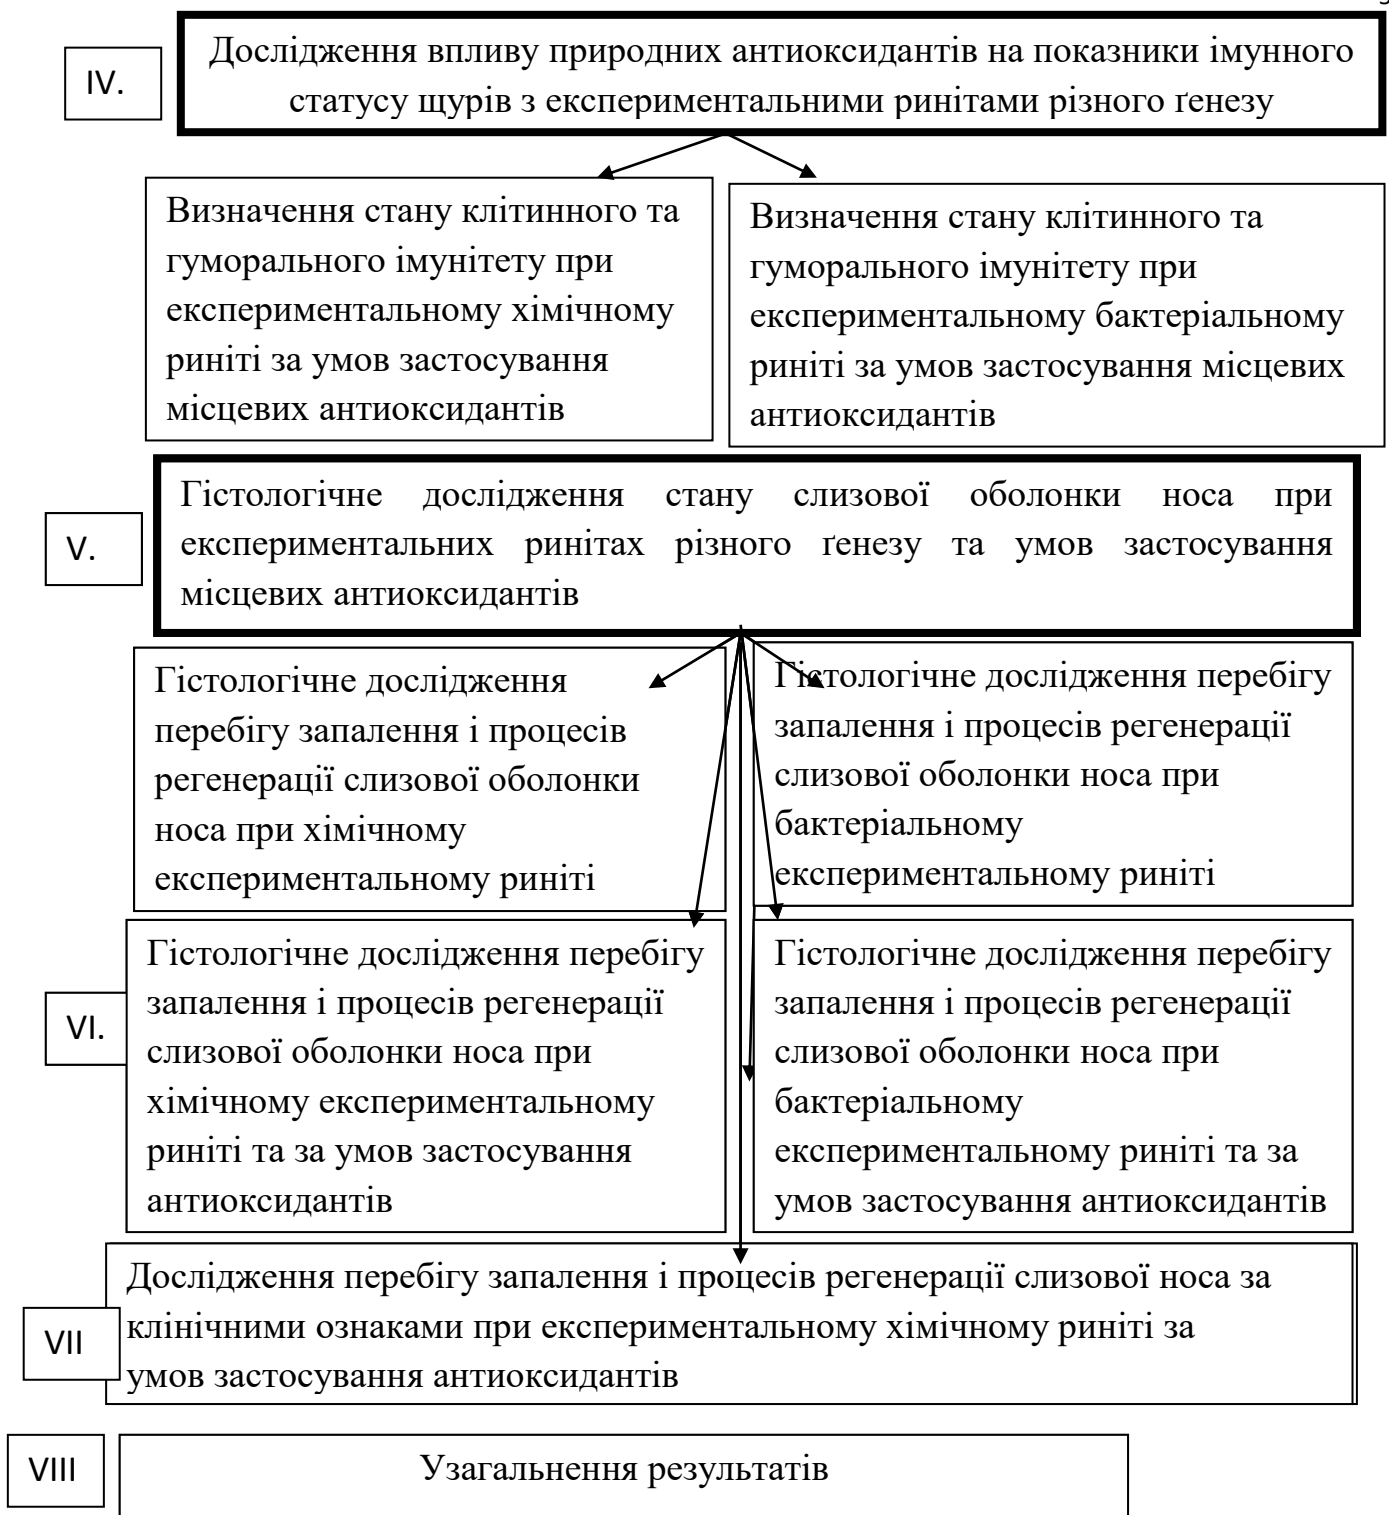 IV.
Дослідження впливу природних антиоксидантів на показники імунного
статусу щурів з експериментальними ринітами різного ґенезу
Визначення стану клітинного та
гуморального імунітету при
експериментальному хімічному
риніті за умов застосування
місцевих антиоксидантів
Визначення стану клітинного та
гуморального імунітету при
експериментальному бактеріальному
риніті за умов застосування місцевих
антиоксидантів
V.
Гістологічне дослідження стану слизової оболонки носа при
експериментальних ринітах різного ґенезу та умов застосування
місцевих антиоксидантів
Гістологічне дослідження
перебігу запалення і процесів
регенерації слизової оболонки
носа при хімічному
експериментальному риніті
Гістологічне дослідження перебігу
запалення і процесів регенерації
слизової оболонки носа при
бактеріальному
експериментальному риніті
VI.
Гістологічне дослідження перебігу
запалення і процесів регенерації
слизової оболонки носа при
хімічному експериментальному
риніті та за умов застосування
антиоксидантів
Гістологічне дослідження перебігу
запалення і процесів регенерації
слизової оболонки носа при
бактеріальному
експериментальному риніті та за
умов застосування антиоксидантів
VII
Дослідження перебігу запалення і процесів регенерації слизової носа за
клінічними ознаками при експериментальному хімічному риніті за
умов застосування антиоксидантів
VIII
Узагальнення результатів